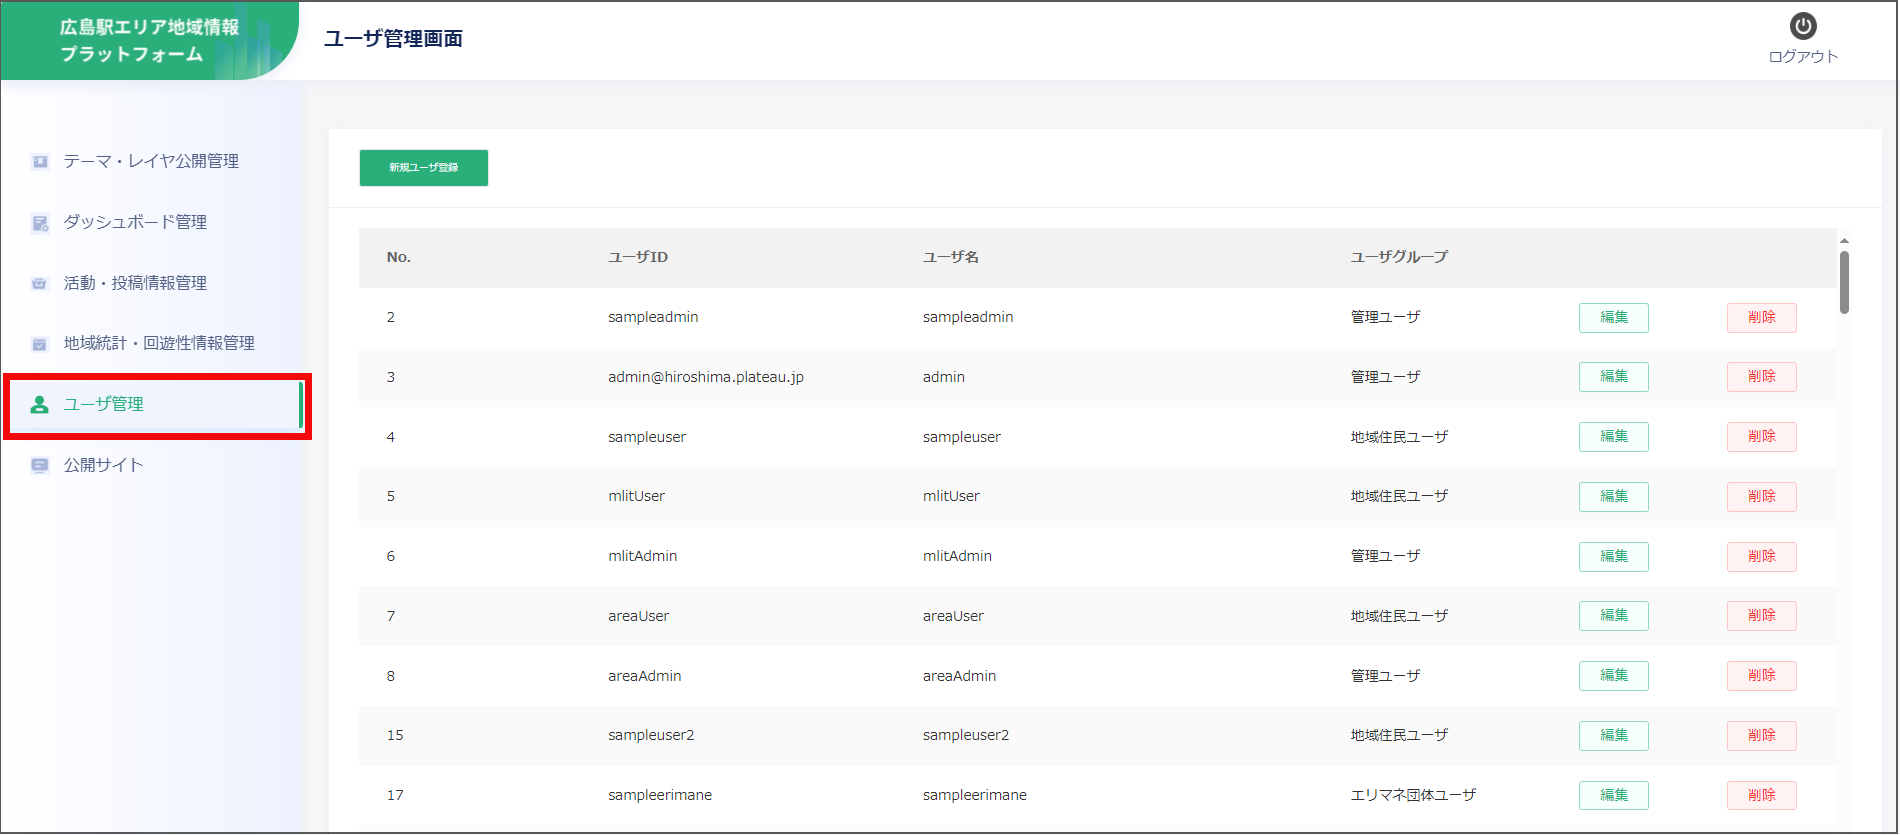 広島駅エリア地域情報
プラットフォーム
ユーザ管理画面
ログアウト
テーマ・レイヤ公開管理
ダッシュボード管理
活動・投稿情報管理
地域統計・回遊性情報管理
ユーザ管理
公開サイト
新規ユーザ登録
No. ユーザID ユーザ名 ユーザグループ
2 sampleadmin sampleadmin 管理ユーザ 編集 削除
3 admin@hiroshima.plateau.jp admin 管理ユーザ 編集 削除
4 sampleuser sampleuser 地域住民ユーザ 編集 削除
5 mlitUser mlitUser 地域住民ユーザ 編集 削除
6 mlitAdmin mlitAdmin 管理ユーザ 編集 削除
7 areaUser areaUser 地域住民ユーザ 編集 削除
8 areaAdmin areaAdmin 管理ユーザ 編集 削除
15 sampleuser2 sampleuser2 地域住民ユーザ 編集 削除
17 sampleerimane sampleerimane エリマネ団体ユーザ 編集 削除